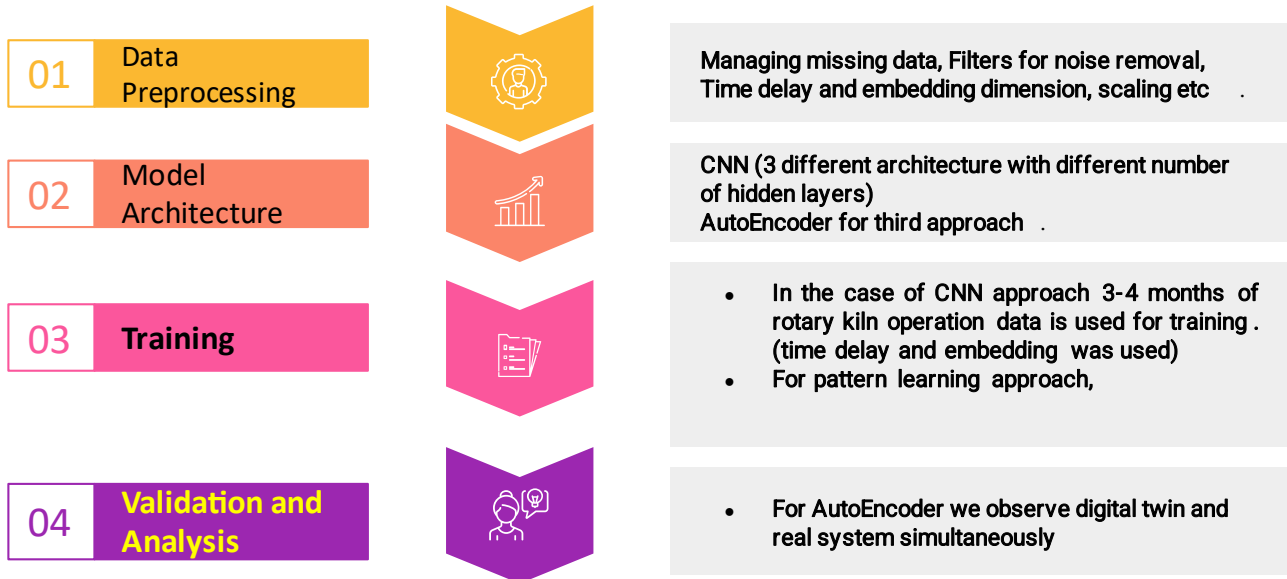 01
Data
Preprocessing
Managing missing data, Filters for noise removal,
Time delay and embedding dimension, scaling etc .
02
Model
Architecture
CNN (3 different architecture with different number
of hidden layers)
AutoEncoder for third approach .
03
Training
● In the case of CNN approach 3-4 months of
rotary kiln operation data is used for training .
(time delay and embedding was used)
● For pattern learning approach,
04
Validation and
Analysis
● For AutoEncoder we observe digital twin and
real system simultaneously